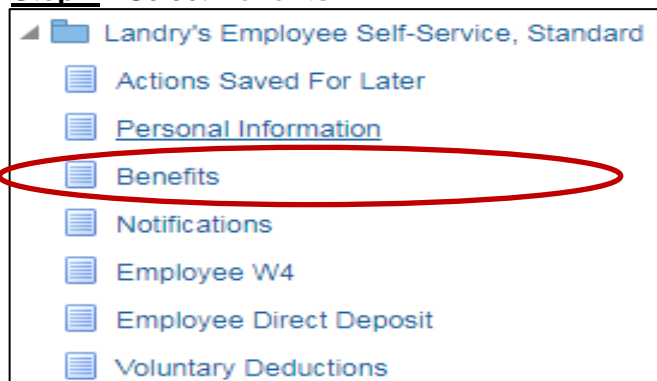 Landry's Employee Self-Service, Standard
Actions Saved For Later
Personal Information
Benefits
Notifications
Employee W4
Employee Direct Deposit
Voluntary Deductions